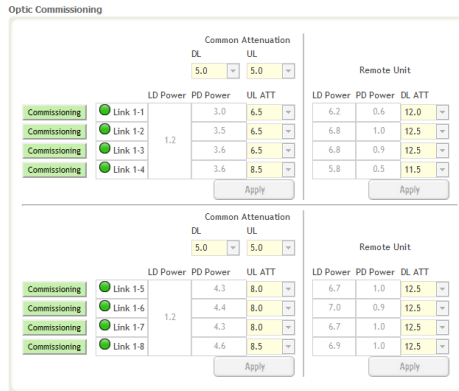 Optic Commissioning
Common Attenuation
DL UL
5.0 5.0 Remote Unit
LD Power PD Power UL ATT LD Power PD Power DL ATT
Commissioning Link 1-1 3.0 6.5 6.2 0.6 12.0
Commissioning Link 1-2 3.5 6.5 6.8 1.0 12.5
1.2
Commissioning Link 1-3 3.6 6.5 6.8 0.9 12.5
Commissioning Link 1-4 3.6 8.5 5.8 0.5 11.5
Apply Apply
Common Attenuation
DL UL
5.0 5.0 Remote Unit
LD Power PD Power UL ATT LD Power PD Power DL ATT
Commissioning Link 1-5 4.3 8.0 6.7 1.0 12.5
Commissioning Link 1-6 4.4 8.0 7.0 0.9 12.5
1.2
Commissioning Link 1-7 4.3 8.0 6.7 1.0 12.5
Commissioning Link 1-8 4.6 8.5 6.9 1.0 12.5
Apply Apply